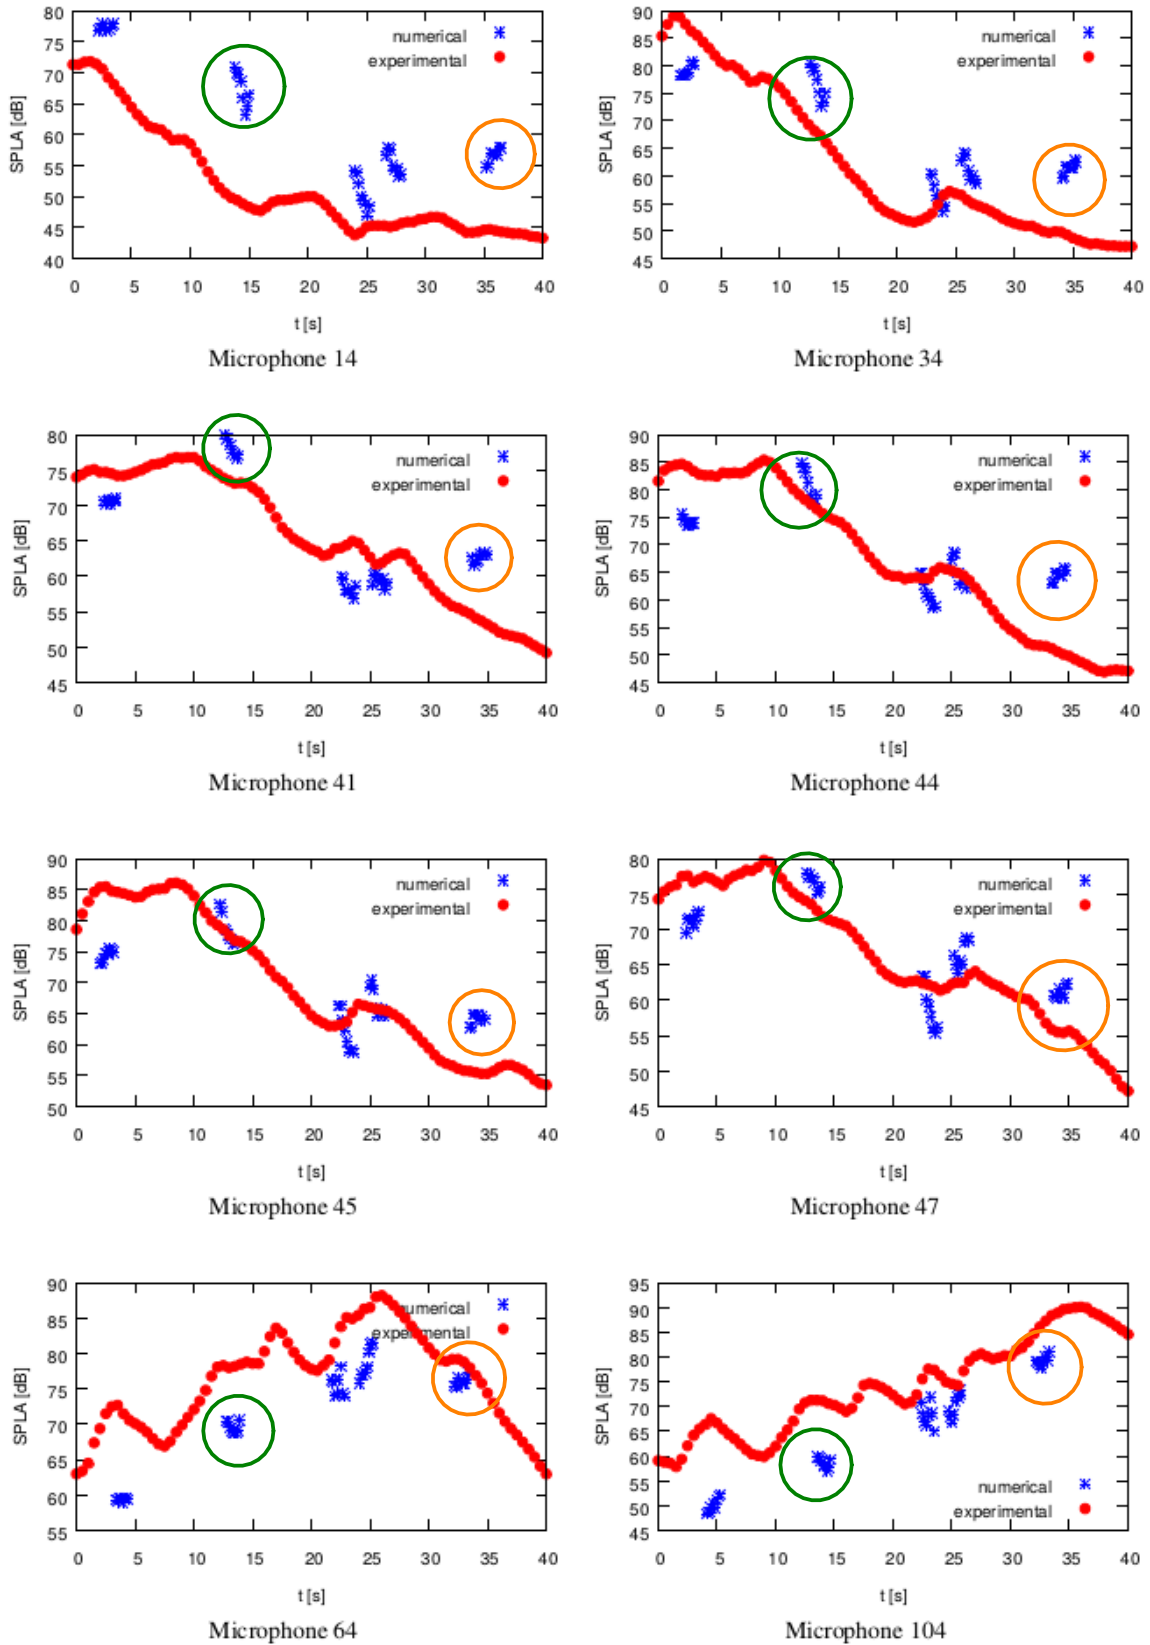 80
75
70
65
60
55
50
45
40
SPLA [dB]
numerical
experimental
0 5 10 15 20 25 30 35 40
t [s]
Microphone 14
90
85
80
75
70
65
60
55
50
45
SPLA [dB]
numerical
experimental
0 5 10 15 20 25 30 35 40
t [s]
Microphone 34
80
75
70
65
60
55
50
45
SPLA [dB]
numerical
experimental
0 5 10 15 20 25 30 35 40
t [s]
Microphone 41
90
85
80
75
70
65
60
55
50
45
SPLA [dB]
numerical
experimental
0 5 10 15 20 25 30 35 40
t [s]
Microphone 44
90
85
80
75
70
65
60
55
50
SPLA [dB]
numerical
experimental
0 5 10 15 20 25 30 35 40
t [s]
Microphone 45
80
75
70
65
60
55
50
45
SPLA [dB]
numerical
experimental
0 5 10 15 20 25 30 35 40
t [s]
Microphone 47
90
85
80
75
70
65
60
55
SPLA [dB]
numerical
experimental
0 5 10 15 20 25 30 35 40
t [s]
Microphone 64
95
90
85
80
75
70
65
60
55
50
45
SPLA [dB]
numerical
experimental
0 5 10 15 20 25 30 35 40
t [s]
Microphone 104